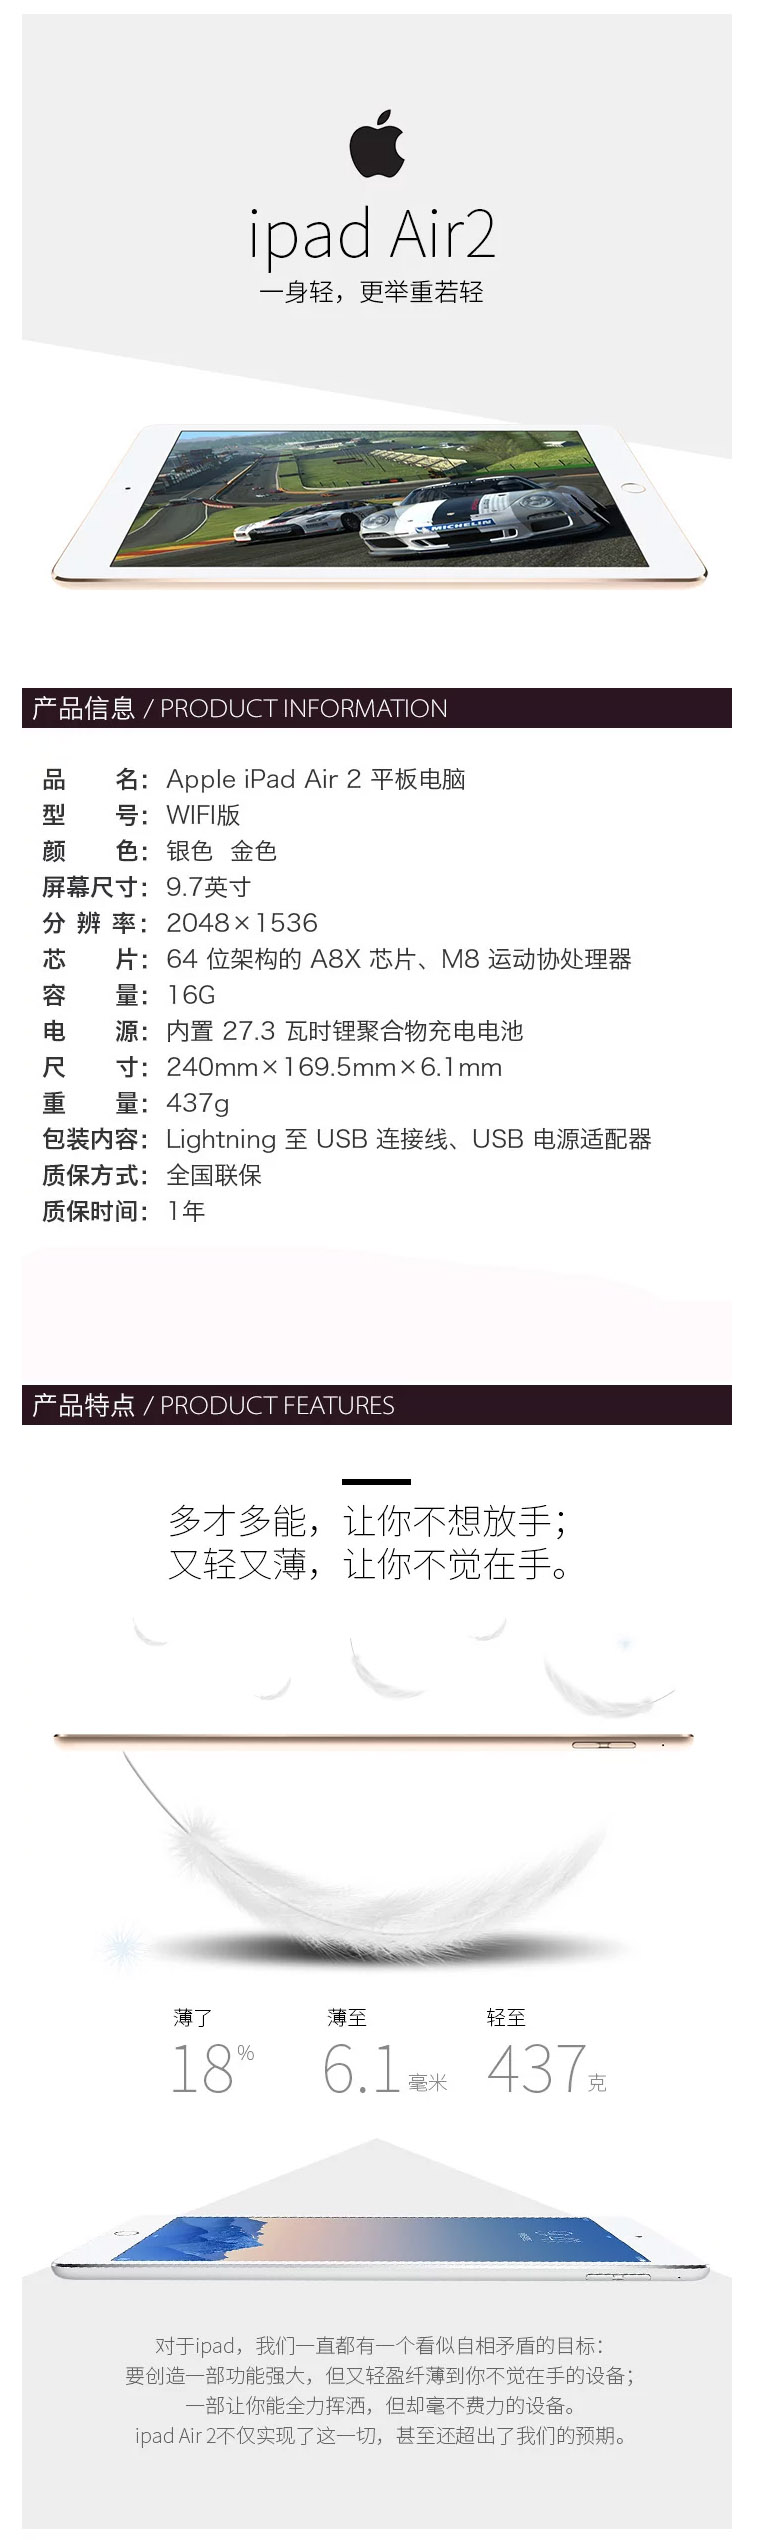 ipad Air2
一身轻，更举重若轻
MICHELIN
产品信息 / PRODUCT INFORMATION
品 名： Apple iPad Air 2 平板电脑
型 号： WIFI版
颜 色： 银色 金色
屏幕尺寸： 9.7英寸
分 辨 率： 2048×1536
芯 片： 64 位架构的 A8X 芯片、M8 运动协处理器
容 量： 16G
电 源： 内置 27.3 瓦时锂聚合物充电电池
尺 寸： 240mm×169.5mm×6.1mm
重 量： 437g
包装内容： Lightning 至 USB 连接线、USB 电源适配器
质保方式： 全国联保
质保时间： 1年
产品特点 / PRODUCT FEATURES
多才多能，让你不想放手；
又轻又薄，让你不觉在手。
薄了 薄至 轻至
18% 6.1毫米 437克
对于ipad，我们一直都有一个看似自相矛盾的目标：
要创造一部功能强大，但又轻盈纤薄到你不觉在手的设备；
一部让你能全力挥洒，但却毫不费力的设备。
ipad Air 2不仅实现了这一切，甚至还超出了我们的预期。